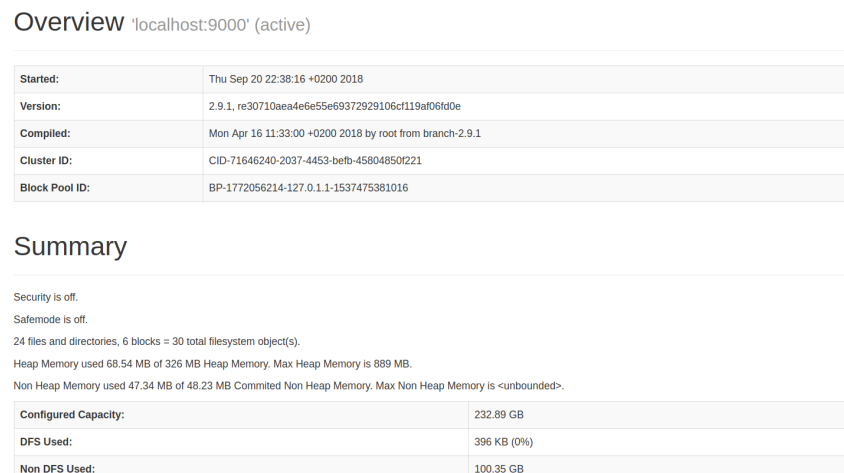 Overview 'localhost:9000' (active)
Started: Thu Sep 20 22:38:16 +0200 2018
Version: 2.9.1, re30710aea4e6e55e69372929106cf119af06fd0e
Compiled: Mon Apr 16 11:33:00 +0200 2018 by root from branch-2.9.1
Cluster ID: CID-71646240-2037-4453-befb-45804850f221
Block Pool ID: BP-1772056214-127.0.1.1-1537475381016
Summary
Security is off.
Safemode is off.
24 files and directories, 6 blocks = 30 total filesystem object(s).
Heap Memory used 68.54 MB of 326 MB Heap Memory. Max Heap Memory is 889 MB.
Non Heap Memory used 47.34 MB of 48.23 MB Commited Non Heap Memory. Max Non Heap Memory is <unbounded>.
Configured Capacity: 232.89 GB
DFS Used: 396 KB (0%)
Non DFS Used: 100.35 GB